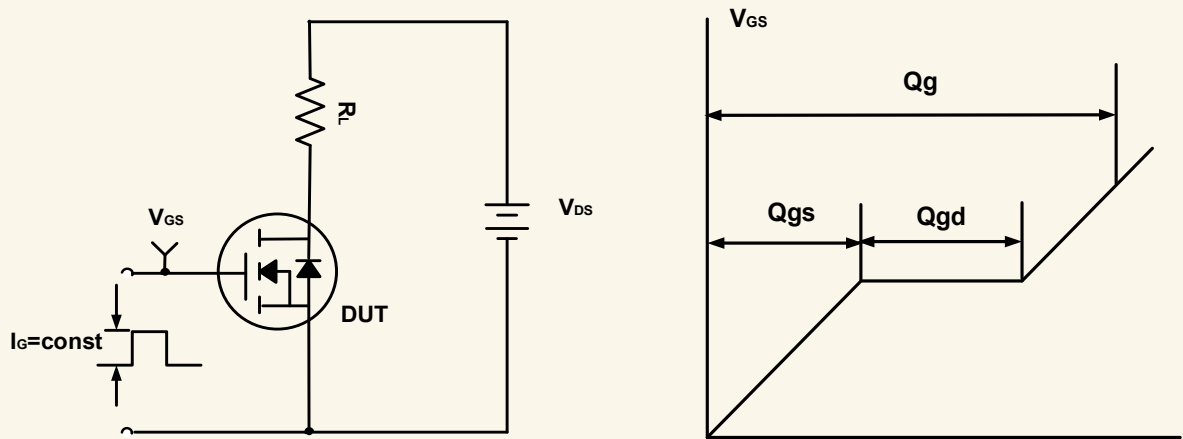 RL
VGS
VDS
DUT
IG=const
VGS
Qg
Qgs
Qgd